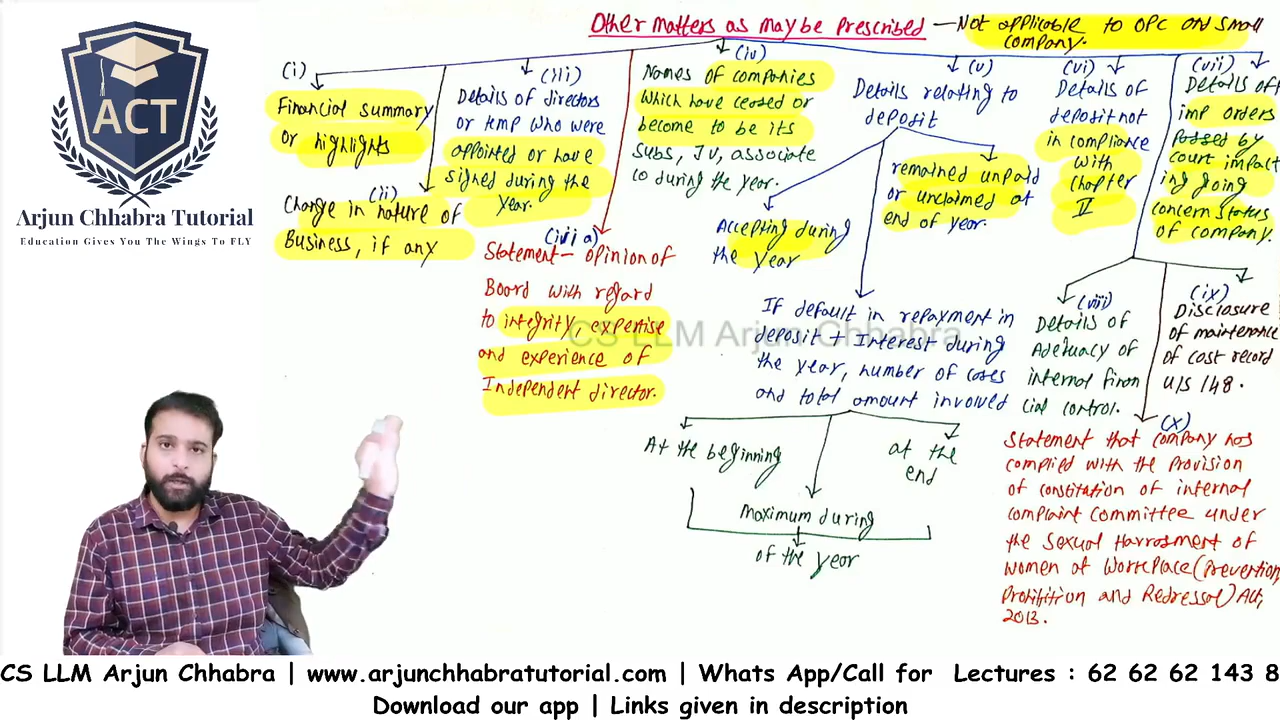 Other matters as may be prescribed — Not applicable to OPC and small
company.
ACT
Arjun Chhabra Tutorial
Education Gives You The Wings To FLY
(i)
Financial summary
or highlights
(ii)
Change in nature of
Business, if any
(iii)
Details of directors
or kmp who were
appointed or have
signed during the
year.
(iii a)
Statement - opinion of
Board with regard
to integrity, expertise
and experience of
Independent director.
(iv)
Names of companies
which have ceased or
become to be its
subs, JV, associate
co during the year.
(v)
Details relating to
deposit
Accepting during
the year
remained unpaid
or unclaimed at
end of year.
If default in repayment in
deposit + Interest during
the year, number of cases
and total amount involved
At the beginning
maximum during
at the
end
of the year
(vi)
Details of
deposit not
in compliance
with
chapter
V
(vii)
Details of
imp orders
passed by
court impact
ing going
concern status
of company.
(viii)
Details of
Adequacy of
internal finan
cial control.
(ix)
Disclosure
of maintenance
of cost record
u/s 148.
(x)
Statement that company has
complied with the provision
of constitution of internal
complaint committee under
the Sexual Harrasment of
women at Workplace (Prevention,
Prohibition and Redressal) Act,
2013.
CS LLM Arjun Chhabra
CS LLM Arjun Chhabra | www.arjunchhabratutorial.com | Whats App/Call for Lectures : 62 62 62 143 8
Download our app | Links given in description